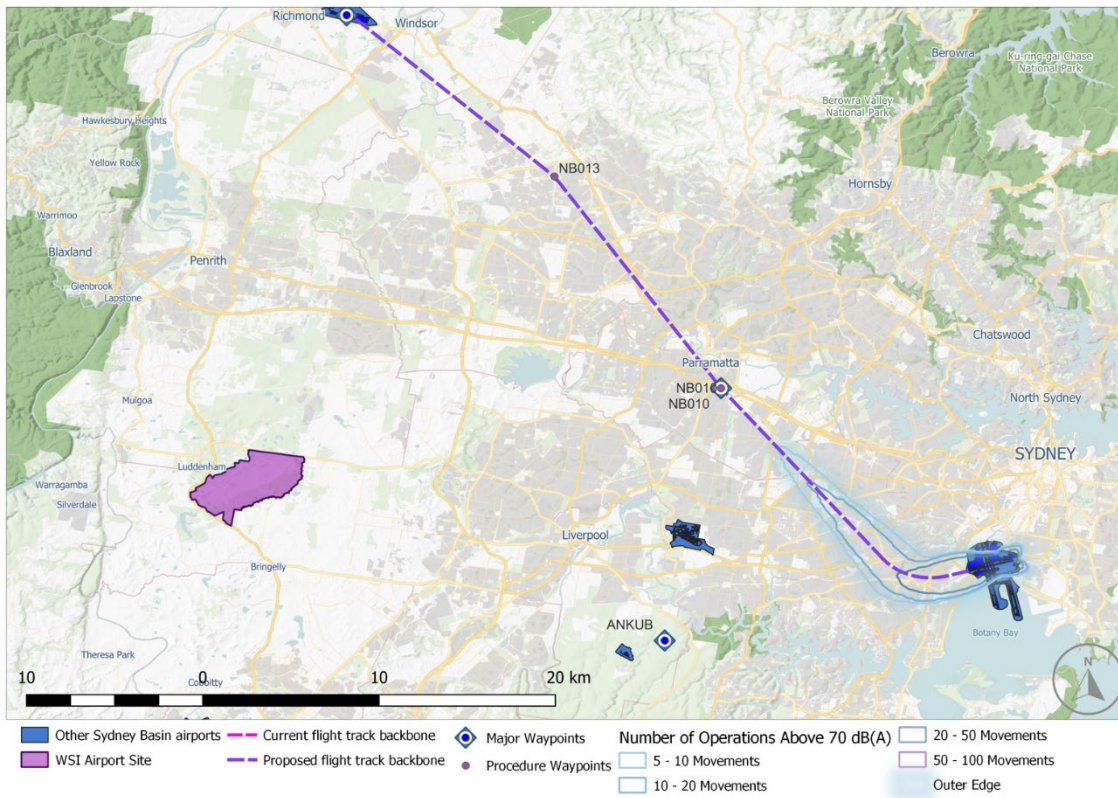 Richmond
Windsor
Berowra
Ku-ring-gai Chase
National Park
Berowra Valley
National Park
Hawkesbury Heights
Yellow Rock
NB013
Hornsby
Warrimoo
Blaxland
Penrith
Glenbrook
Lapstone
Chatswood
Parramatta
NB01
NB010
North Sydney
Mulgoa
SYDNEY
Luddenham
Warragamba
Silverdale
Liverpool
Bringelly
ANKUB
Botany Bay
Theresa Park
Cobbitty
N
10 0 10 20 km
Other Sydney Basin airports
WSI Airport Site
Current flight track backbone
Proposed flight track backbone
Major Waypoints
Procedure Waypoints
Number of Operations Above 70 dB(A)
5 - 10 Movements
10 - 20 Movements
20 - 50 Movements
50 - 100 Movements
Outer Edge